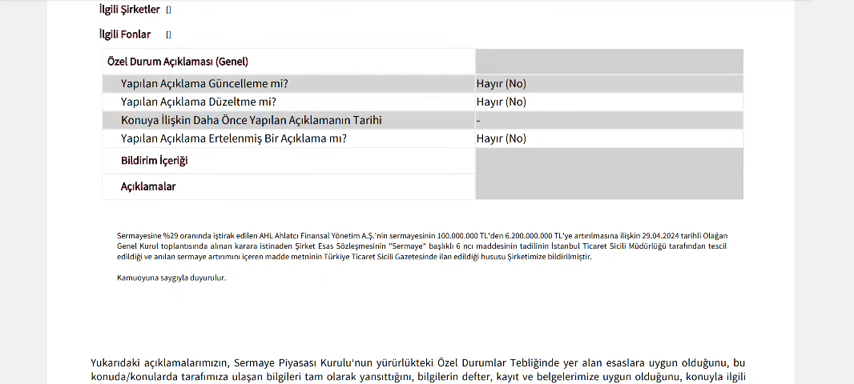 İlgili Şirketler []
İlgili Fonlar []
Özel Durum Açıklaması (Genel)
Yapılan Açıklama Güncelleme mi? Hayır (No)
Yapılan Açıklama Düzeltme mi? Hayır (No)
Konuya İlişkin Daha Önce Yapılan Açıklamanın Tarihi -
Yapılan Açıklama Ertelenmiş Bir Açıklama mı? Hayır (No)
Bildirim İçeriği
Açıklamalar
Sermayesine %29 oranında iştirak edilen AHL Ahlatcı Finansal Yönetim A.Ş.'nin sermayesinin 100.000.000 TL'den 6.200.000.000 TL'ye artırılmasına ilişkin 29.04.2024 tarihli Olağan
Genel Kurul toplantısında alınan karara istinaden Şirket Esas Sözleşmesinin "Sermaye" başlıklı 6 ncı maddesinin tadilinin İstanbul Ticaret Sicili Müdürlüğü tarafından tescil
edildiği ve anılan sermaye artırımını içeren madde metninin Türkiye Ticaret Sicili Gazetesinde ilan edildiği hususu Şirketimize bildirilmiştir.
Kamuoyuna saygıyla duyurulur.
Yukarıdaki açıklamalarımızın, Sermaye Piyasası Kurulu'nun yürürlükteki Özel Durumlar Tebliğinde yer alan esaslara uygun olduğunu, bu
konuda/konularda tarafımıza ulaşan bilgileri tam olarak yansıttığını, bilgilerin defter, kayıt ve belgelerimize uygun olduğunu, konuyla ilgili